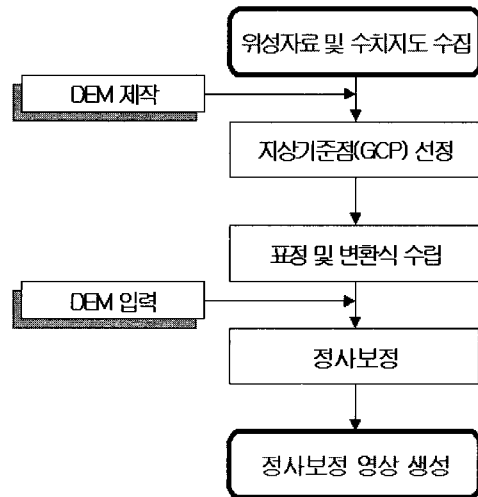 위성자료 및 수치지도 수집
DEM 제작
지상기준점(GCP) 선정
표정 및 변환식 수립
DEM 입력
정사보정
정사보정 영상 생성